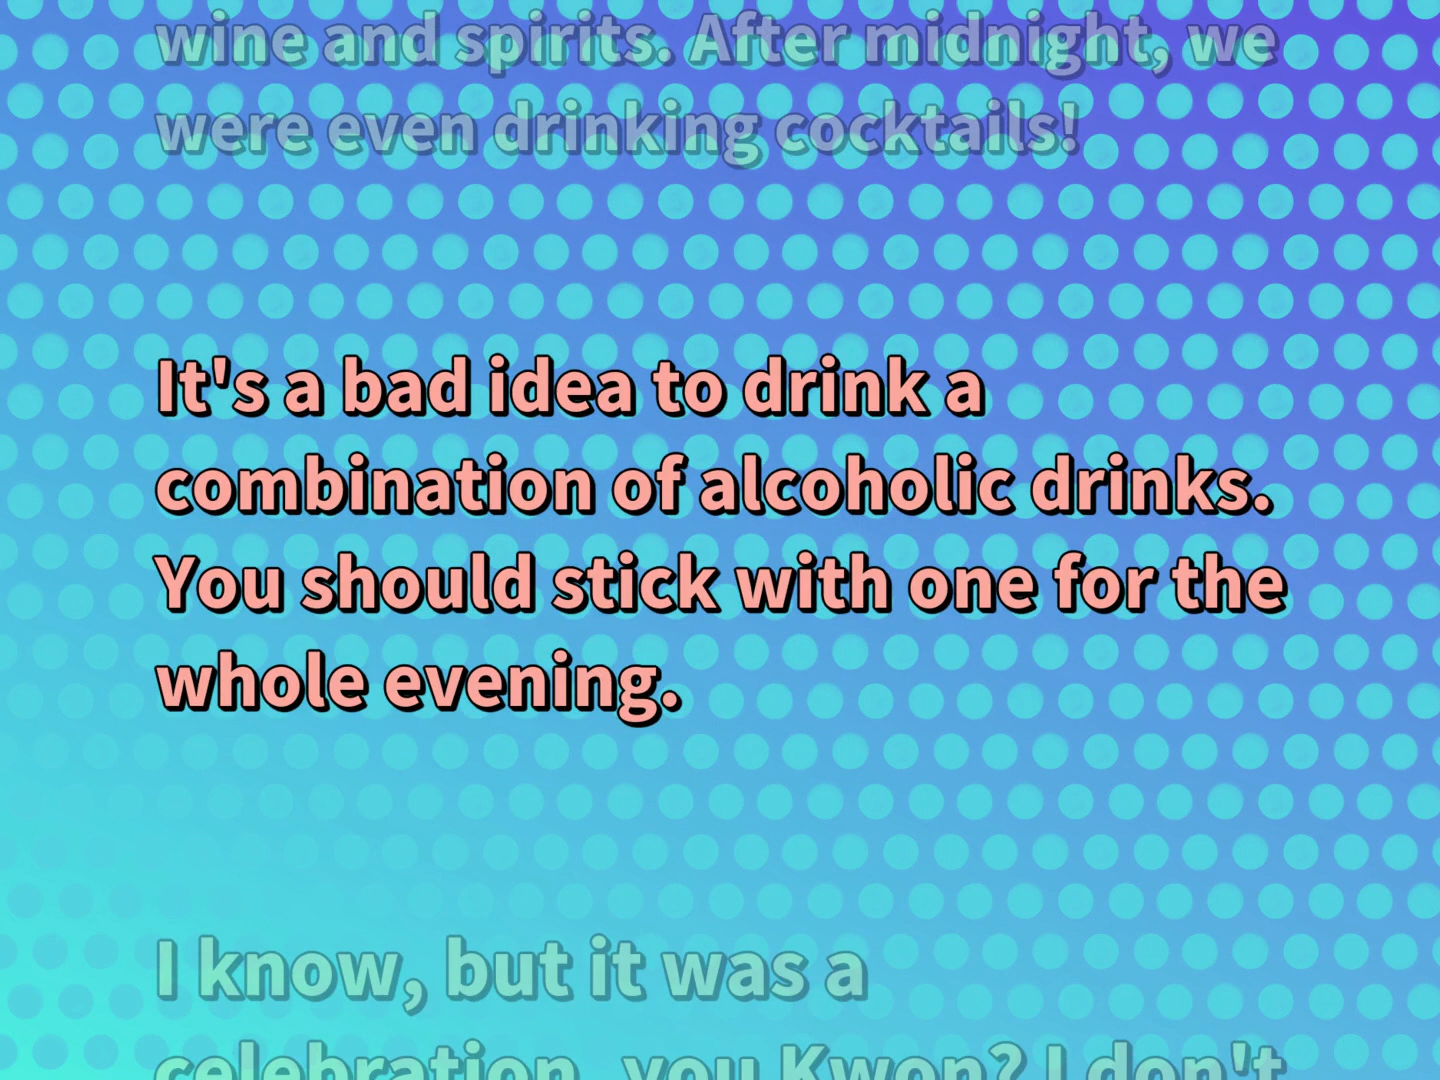 wine and spirits. After midnight, we
were even drinking cocktails!
It's a bad idea to drink a
combination of alcoholic drinks.
You should stick with one for the
whole evening.
I know, but it was a
celebration, you Kwon? I don't